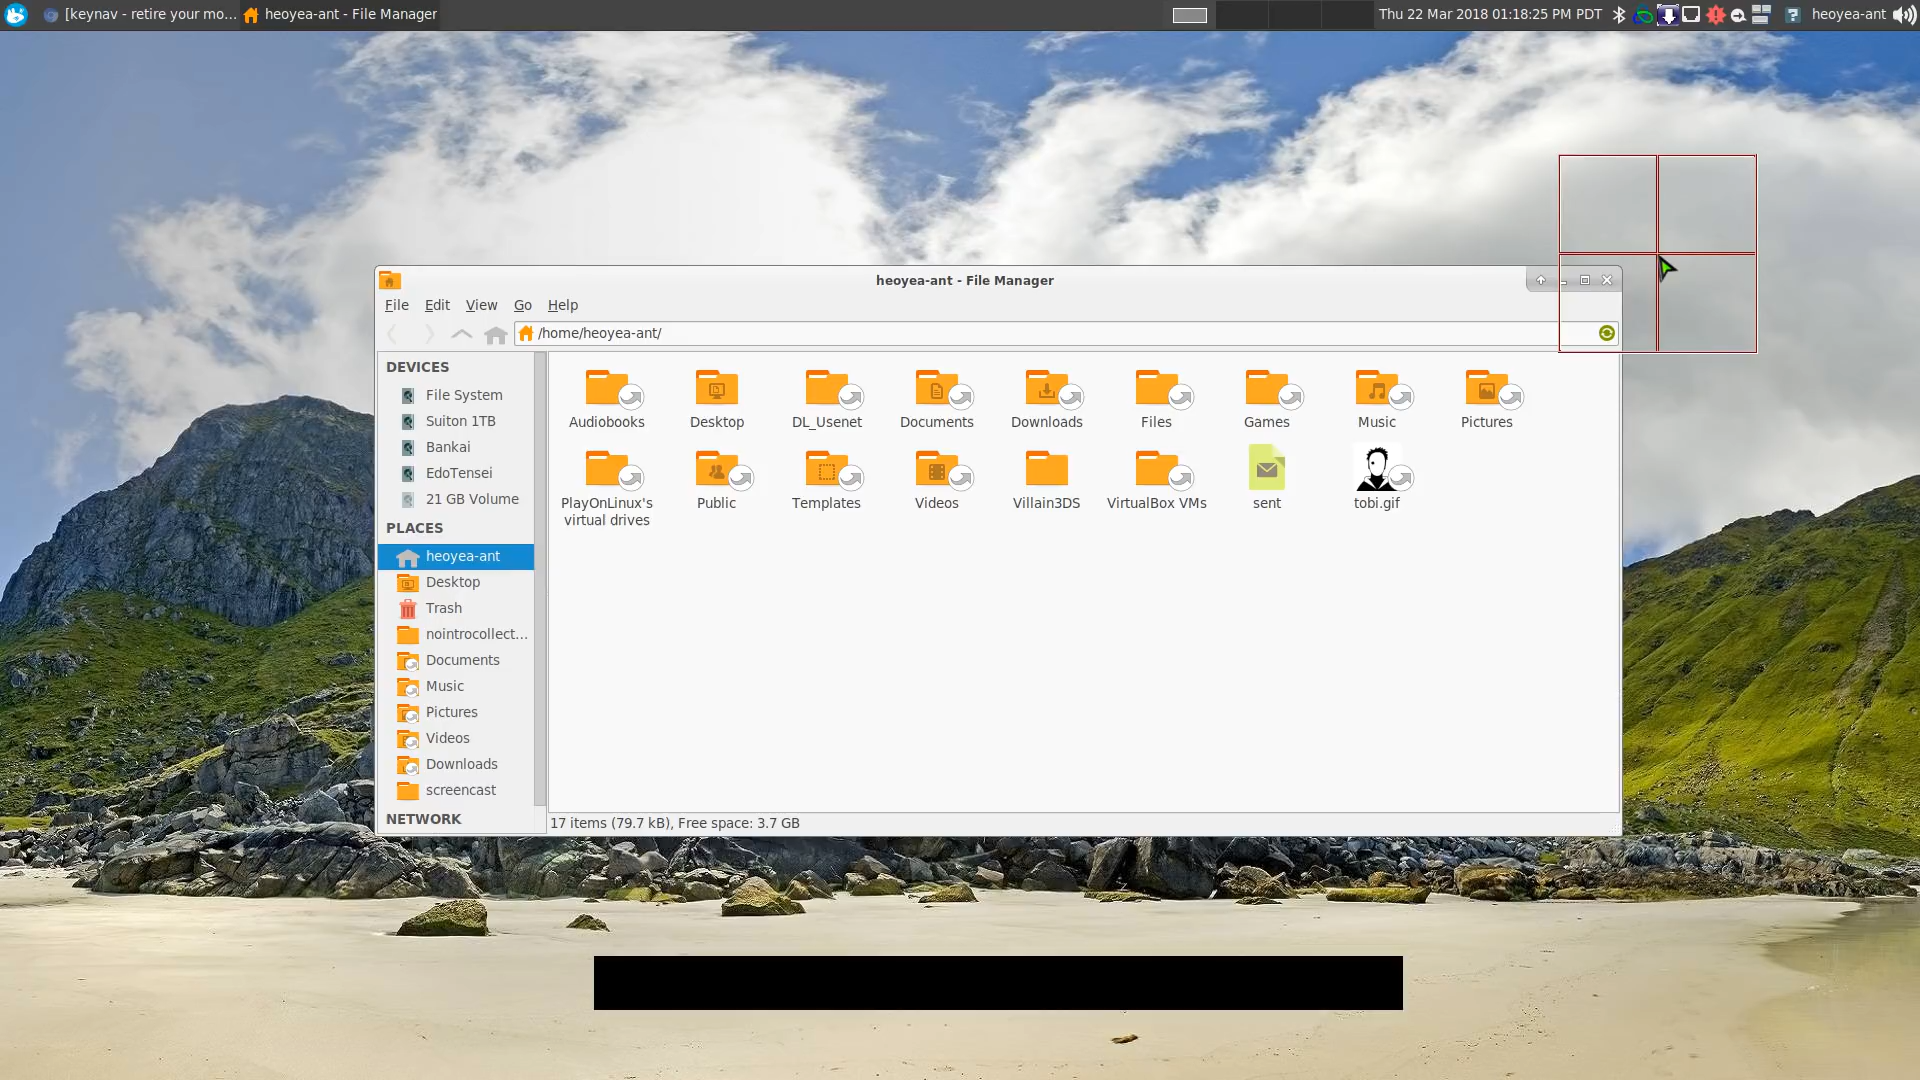 [keynav - retire your mo...
heoyea-ant - File Manager
Thu 22 Mar 2018 01:18:25 PM PDT
heoyea-ant
heoyea-ant - File Manager
File Edit View Go Help
/home/heoyea-ant/
DEVICES
File System
Suiton 1TB
Bankai
EdoTensei
21 GB Volume
PLACES
heoyea-ant
Desktop
Trash
nointrocollect...
Documents
Music
Pictures
Videos
Downloads
screencast
NETWORK
Audiobooks
Desktop
DL_Usenet
Documents
Downloads
Files
Games
Music
Pictures
PlayOnLinux's
virtual drives
Public
Templates
Videos
Villain3DS
VirtualBox VMs
sent
tobi.gif
17 items (79.7 kB), Free space: 3.7 GB